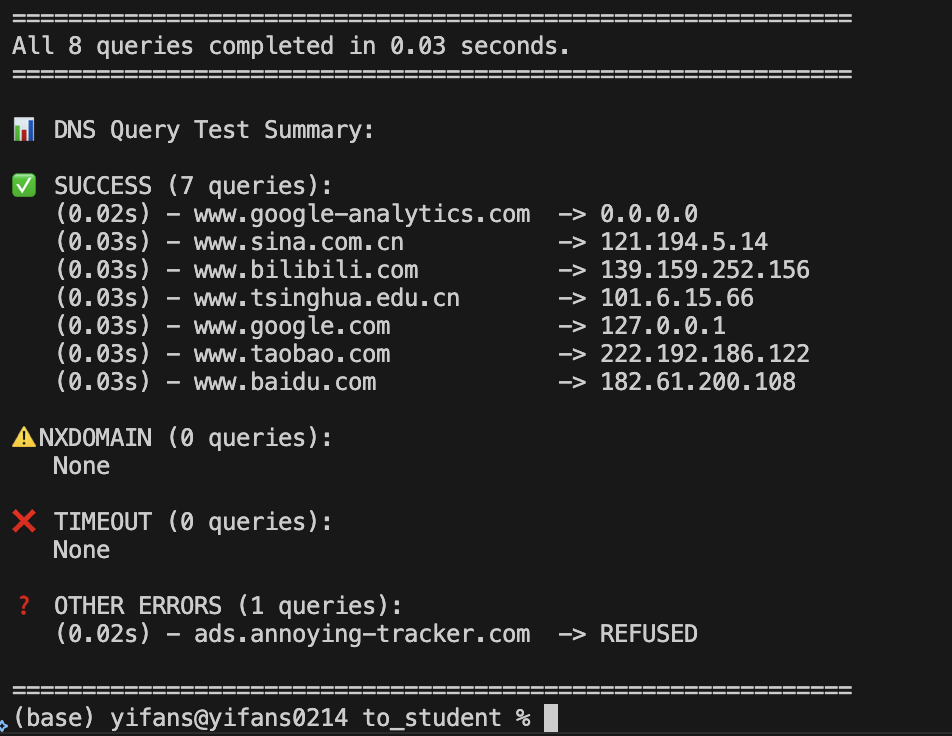 ============================================================
All 8 queries completed in 0.03 seconds.
============================================================
📊 DNS Query Test Summary:
✅ SUCCESS (7 queries):
(0.02s) - www.google-analytics.com  -> 0.0.0.0
(0.03s) - www.sina.com.cn           -> 121.194.5.14
(0.03s) - www.bilibili.com          -> 139.159.252.156
(0.03s) - www.tsinghua.edu.cn       -> 101.6.15.66
(0.03s) - www.google.com            -> 127.0.0.1
(0.03s) - www.taobao.com            -> 222.192.186.122
(0.03s) - www.baidu.com             -> 182.61.200.108
⚠️NXDOMAIN (0 queries):
None
❌ TIMEOUT (0 queries):
None
❓ OTHER ERRORS (1 queries):
(0.02s) - ads.annoying-tracker.com  -> REFUSED
============================================================
(base) yifans@yifans0214 to_student %